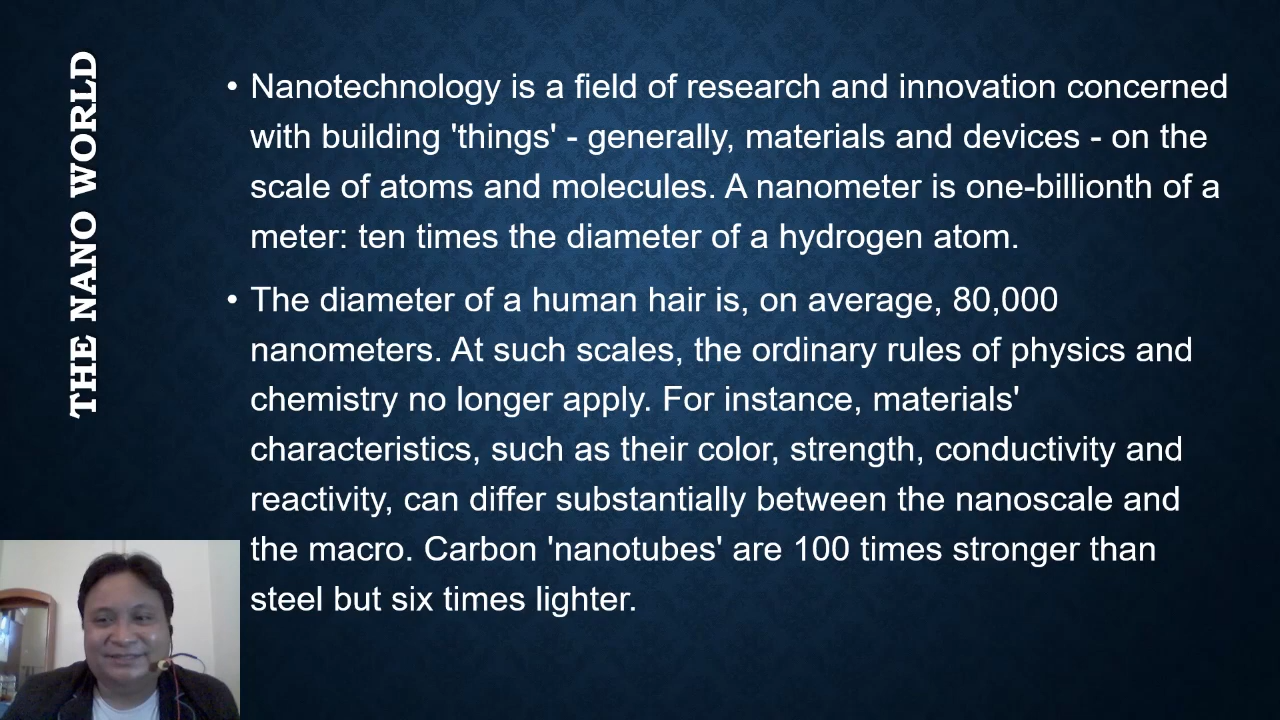 THE NANO WORLD
• Nanotechnology is a field of research and innovation concerned
with building 'things' - generally, materials and devices - on the
scale of atoms and molecules. A nanometer is one-billionth of a
meter: ten times the diameter of a hydrogen atom.
• The diameter of a human hair is, on average, 80,000
nanometers. At such scales, the ordinary rules of physics and
chemistry no longer apply. For instance, materials'
characteristics, such as their color, strength, conductivity and
reactivity, can differ substantially between the nanoscale and
the macro. Carbon 'nanotubes' are 100 times stronger than
steel but six times lighter.